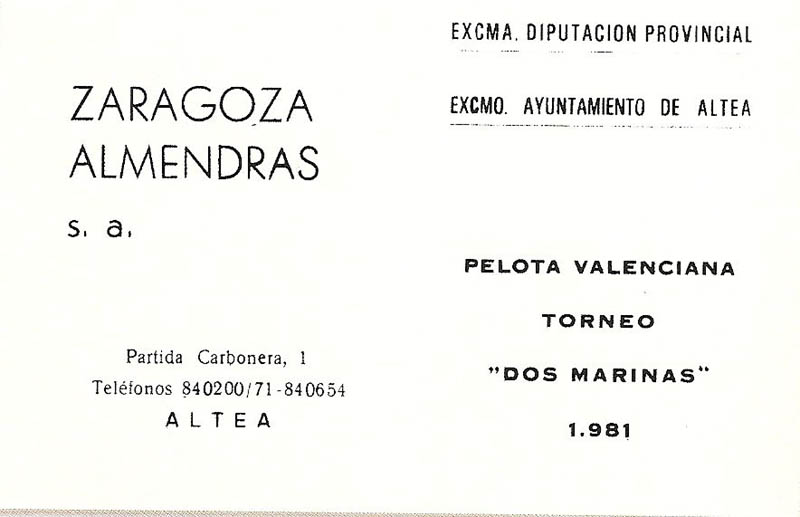 ZARAGOZA
ALMENDRAS
s. a.
Partida Carbonera, 1
Teléfonos 840200/71-840654
ALTEA
EXCMA. DIPUTACION PROVINCIAL
EXCMO. AYUNTAMIENTO DE ALTEA
PELOTA VALENCIANA
TORNEO
"DOS MARINAS"
1.981